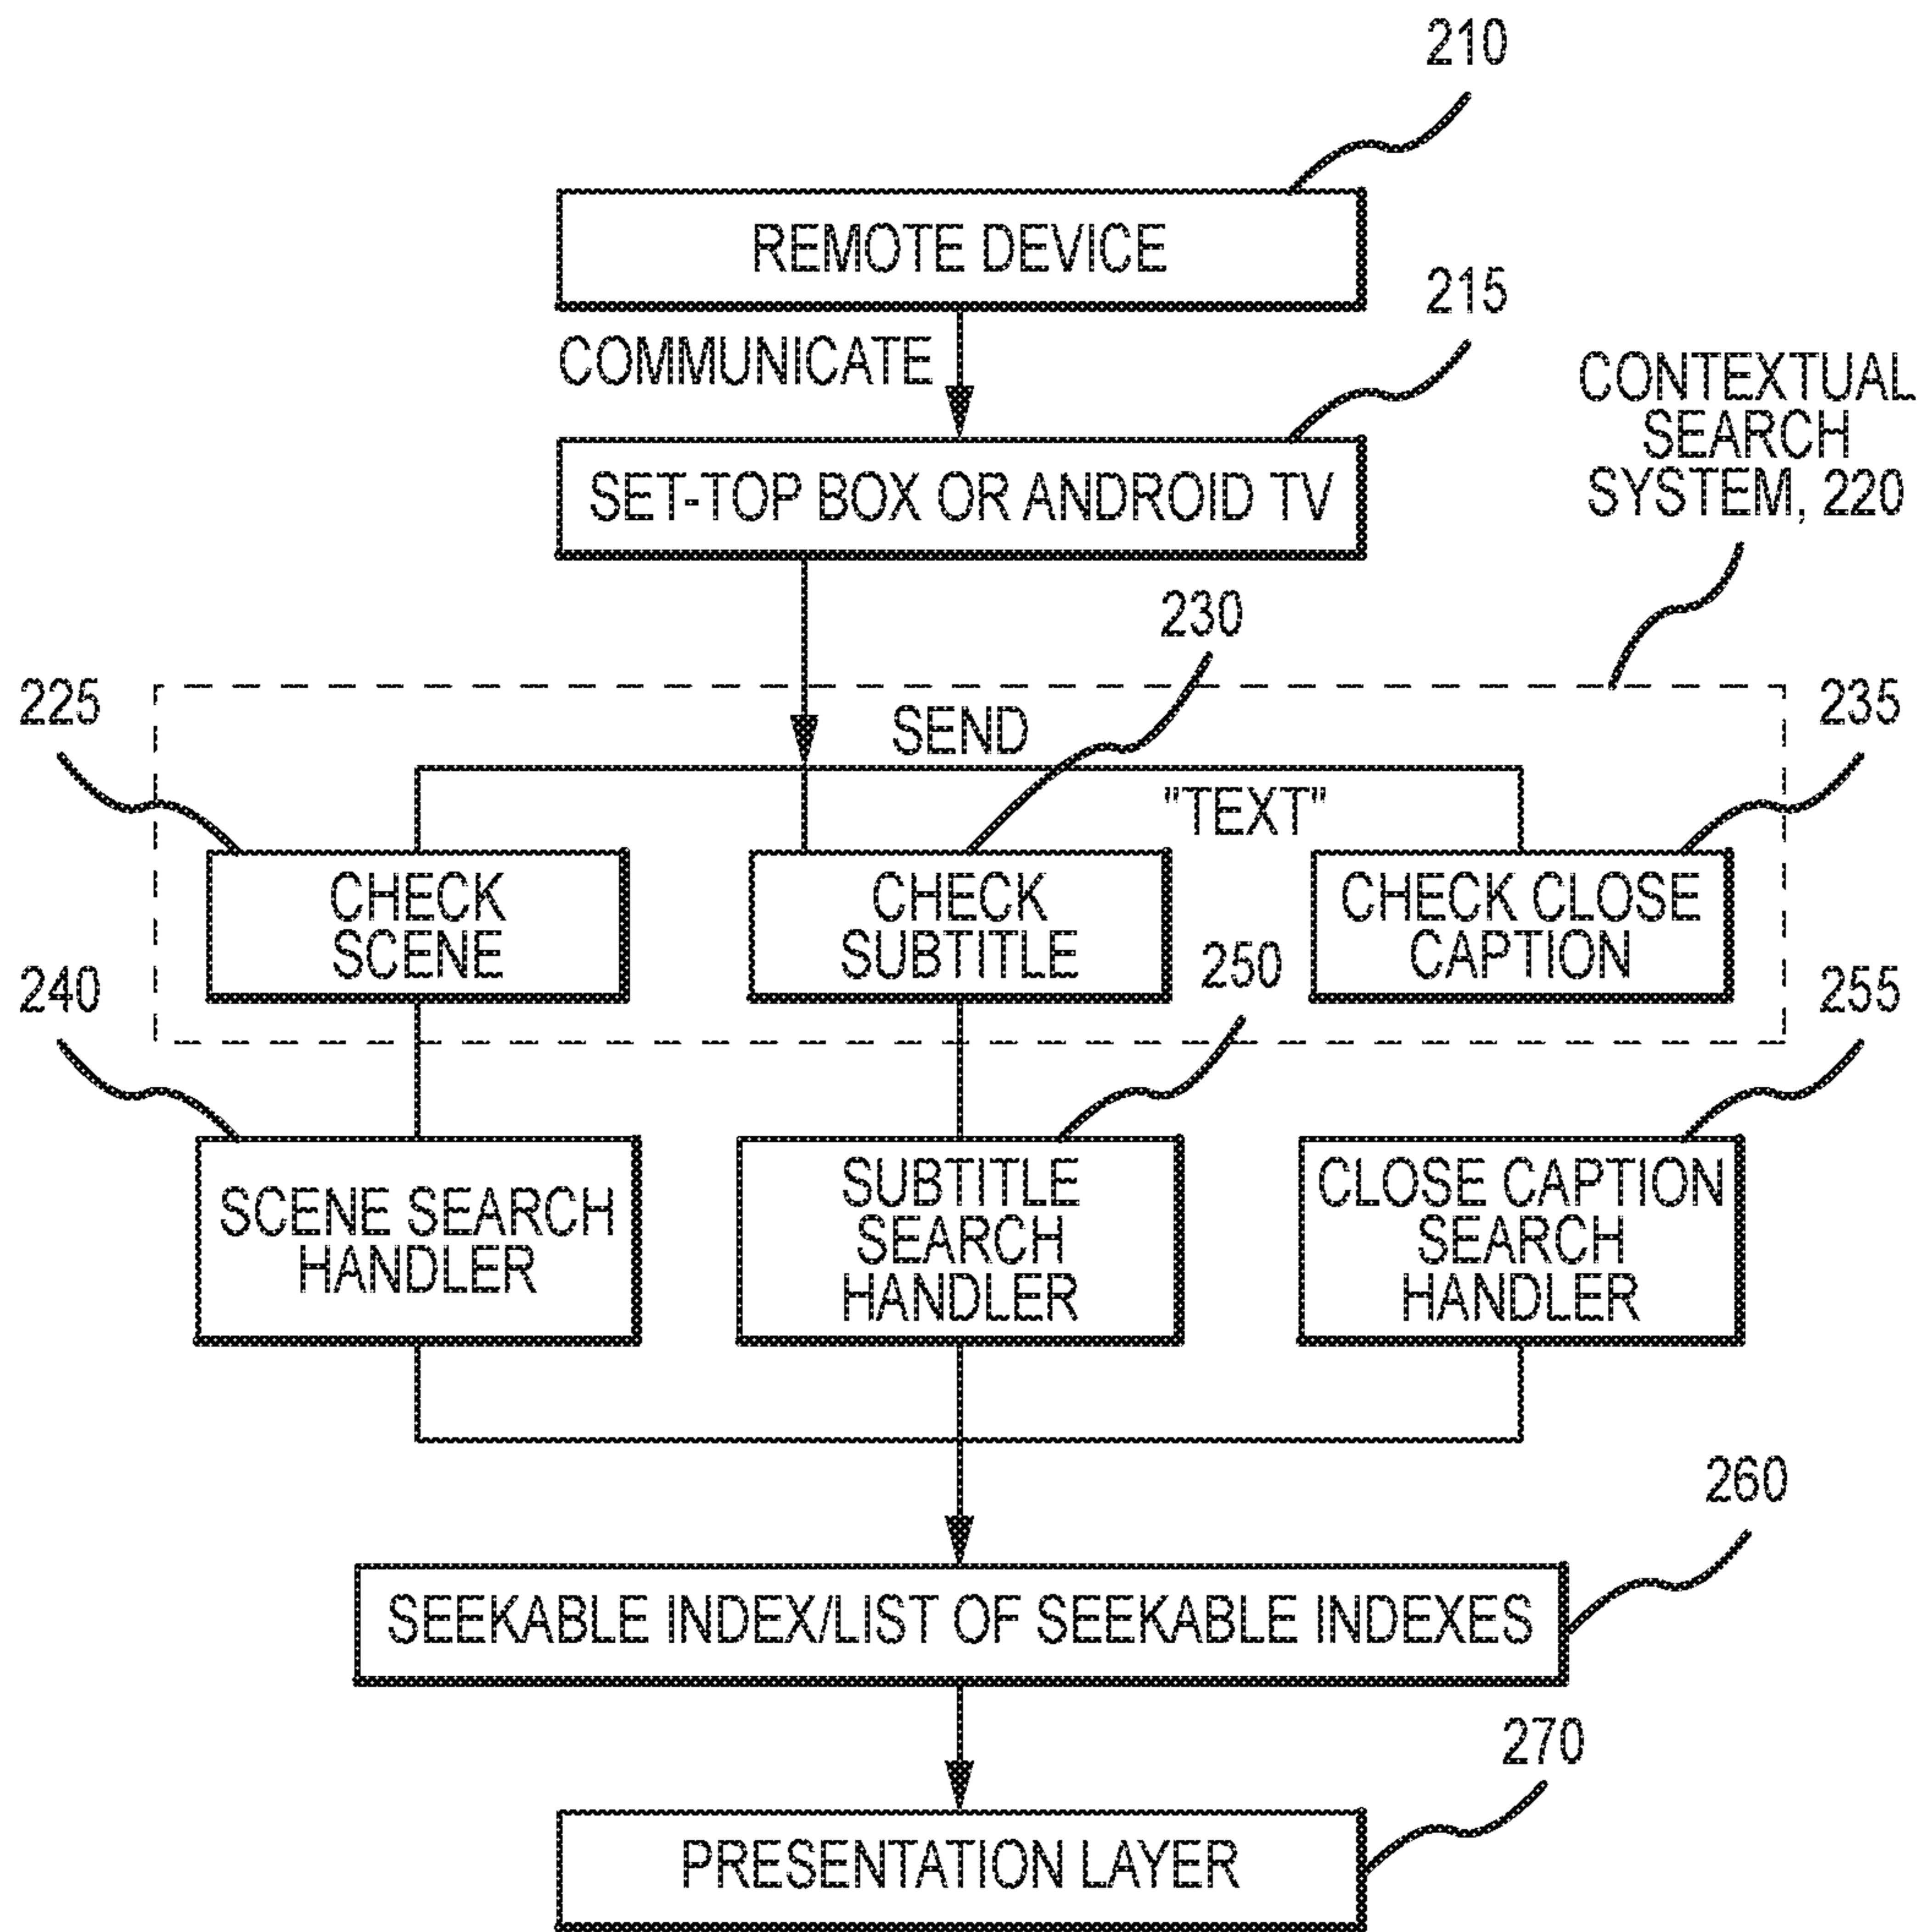 210
REMOTE DEVICE
215
COMMUNICATE
CONTEXTUAL
SEARCH
SYSTEM, 220
SET-TOP BOX OR ANDROID TV
230
225
SEND
235
"TEXT"
CHECK
SCENE
CHECK
SUBTITLE
CHECK CLOSE
CAPTION
240
250
255
SCENE SEARCH
HANDLER
SUBTITLE
SEARCH
HANDLER
CLOSE CAPTION
SEARCH
HANDLER
260
SEEKABLE INDEX/LIST OF SEEKABLE INDEXES
270
PRESENTATION LAYER